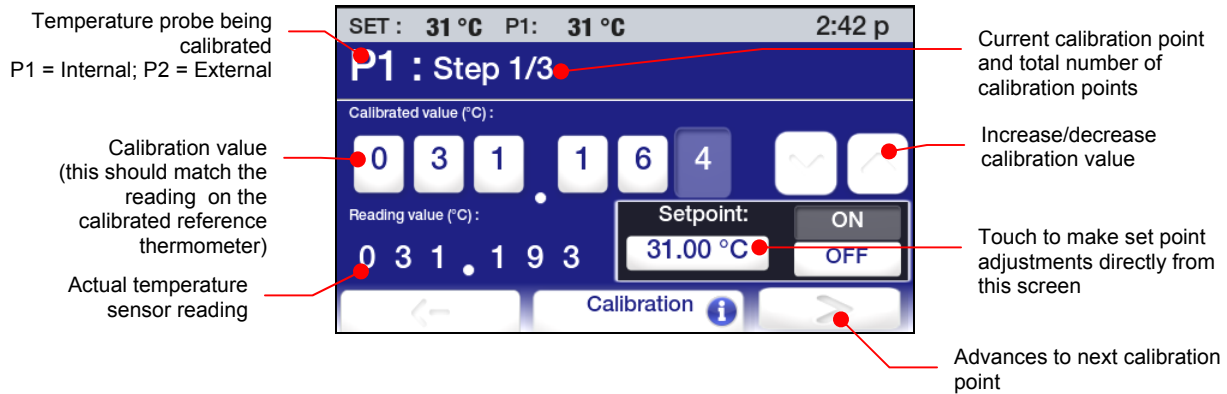 Temperature probe being
calibrated
P1 = Internal; P2 = External
Calibration value
(this should match the
reading on the
calibrated reference
thermometer)
Actual temperature
sensor reading
SET : 31 °C P1: 31 °C 2:42 p
P1 : Step 1/3
Calibrated value (°C) :
0 3 1 . 1 6 4
Reading value (°C) :
0 3 1 . 1 9 3
Setpoint:
31.00 °C
ON
OFF
Calibration i
Current calibration point
and total number of
calibration points
Increase/decrease
calibration value
Touch to make set point
adjustments directly from
this screen
Advances to next calibration
point